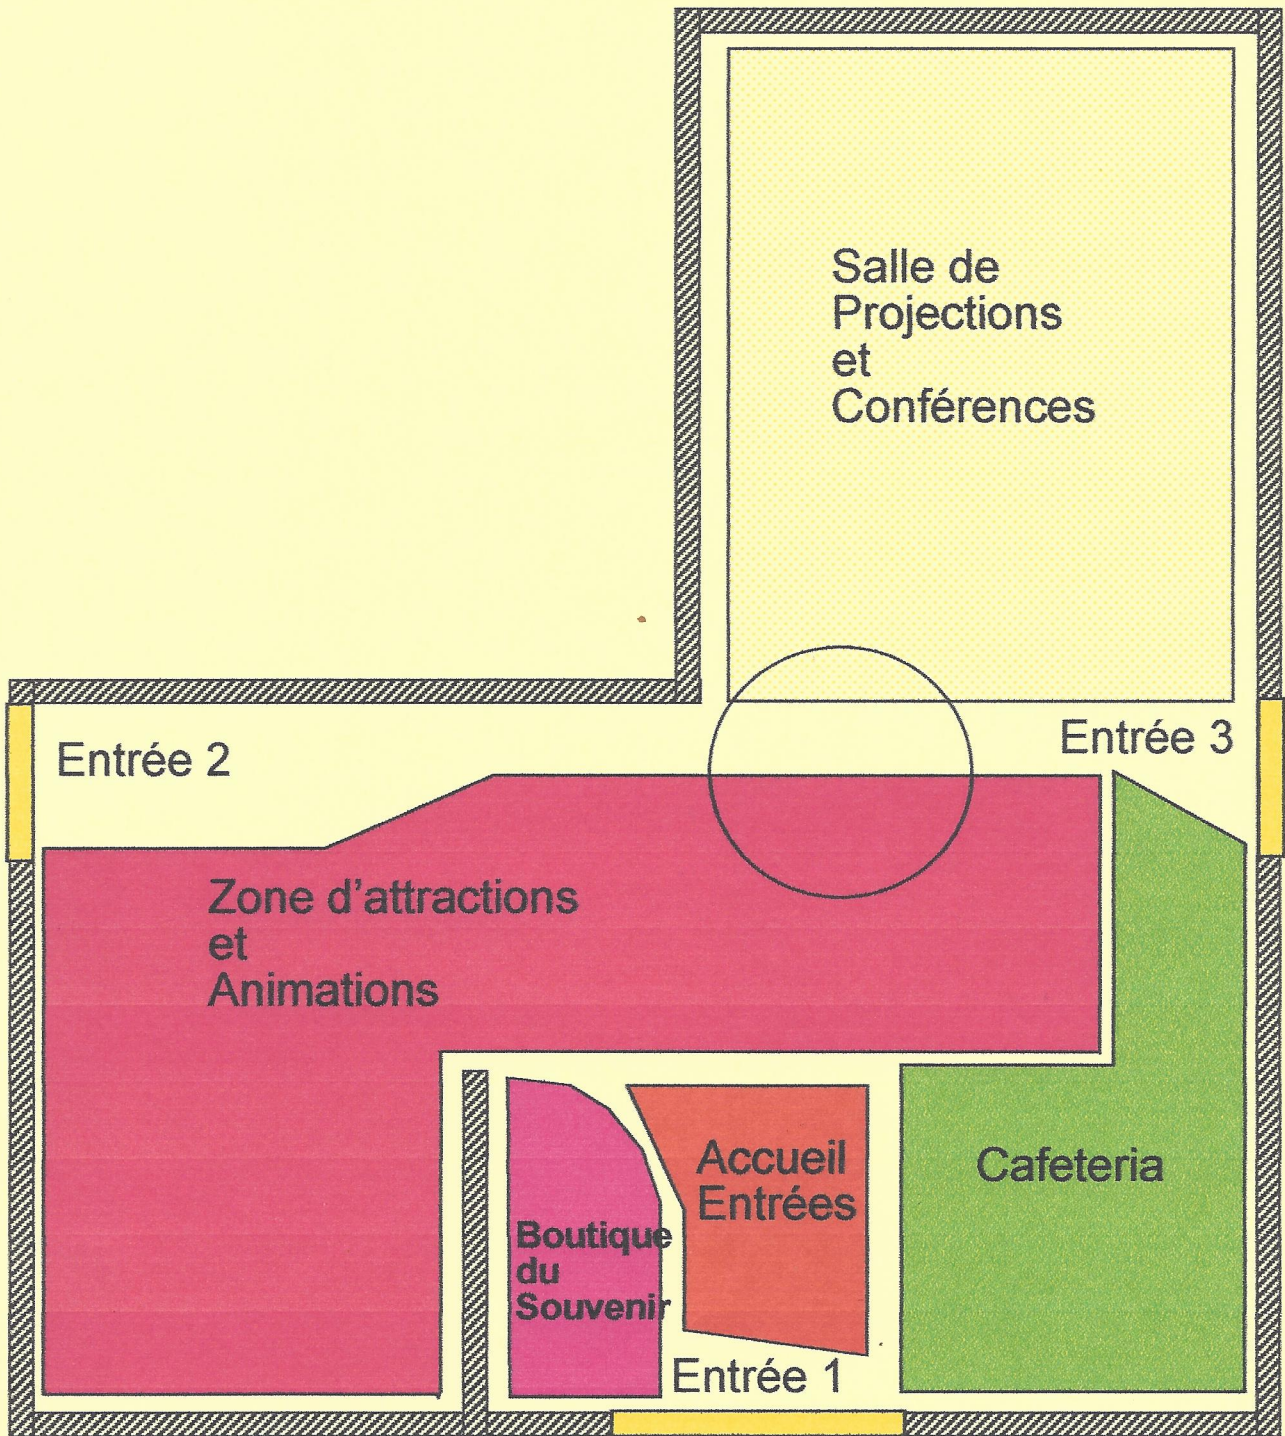 Salle de
Projections
et
Conférences
Entrée 2
Entrée 3
Zone d'attractions
et
Animations
Accueil
Entrées
Cafeteria
Boutique
du
Souvenir
Entrée 1